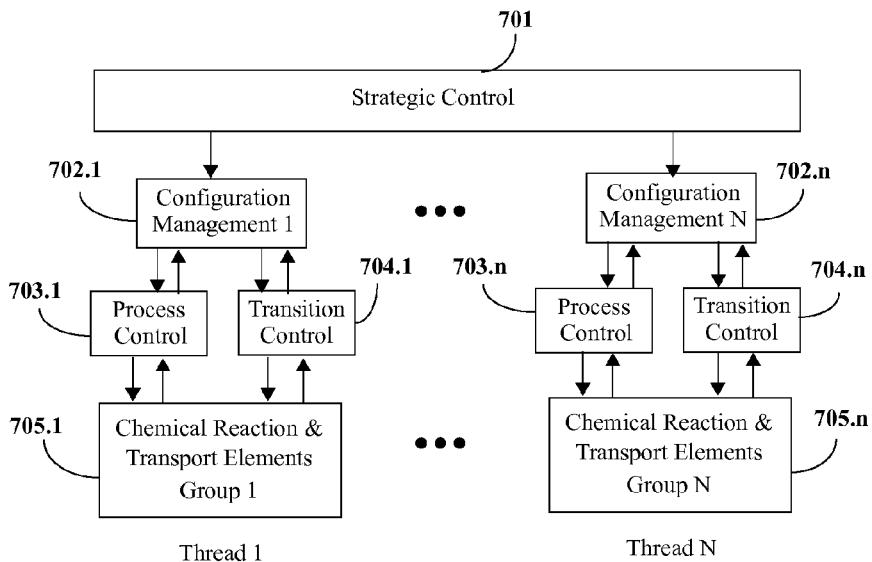 701
Strategic Control
702.1
Configuration
Management 1
Configuration
Management N
702.n
703.1
Process
Control
Transition
Control
704.1
703.n
Process
Control
Transition
Control
704.n
705.1
Chemical Reaction &
Transport Elements
Group 1
Chemical Reaction &
Transport Elements
Group N
705.n
Thread 1
Thread N